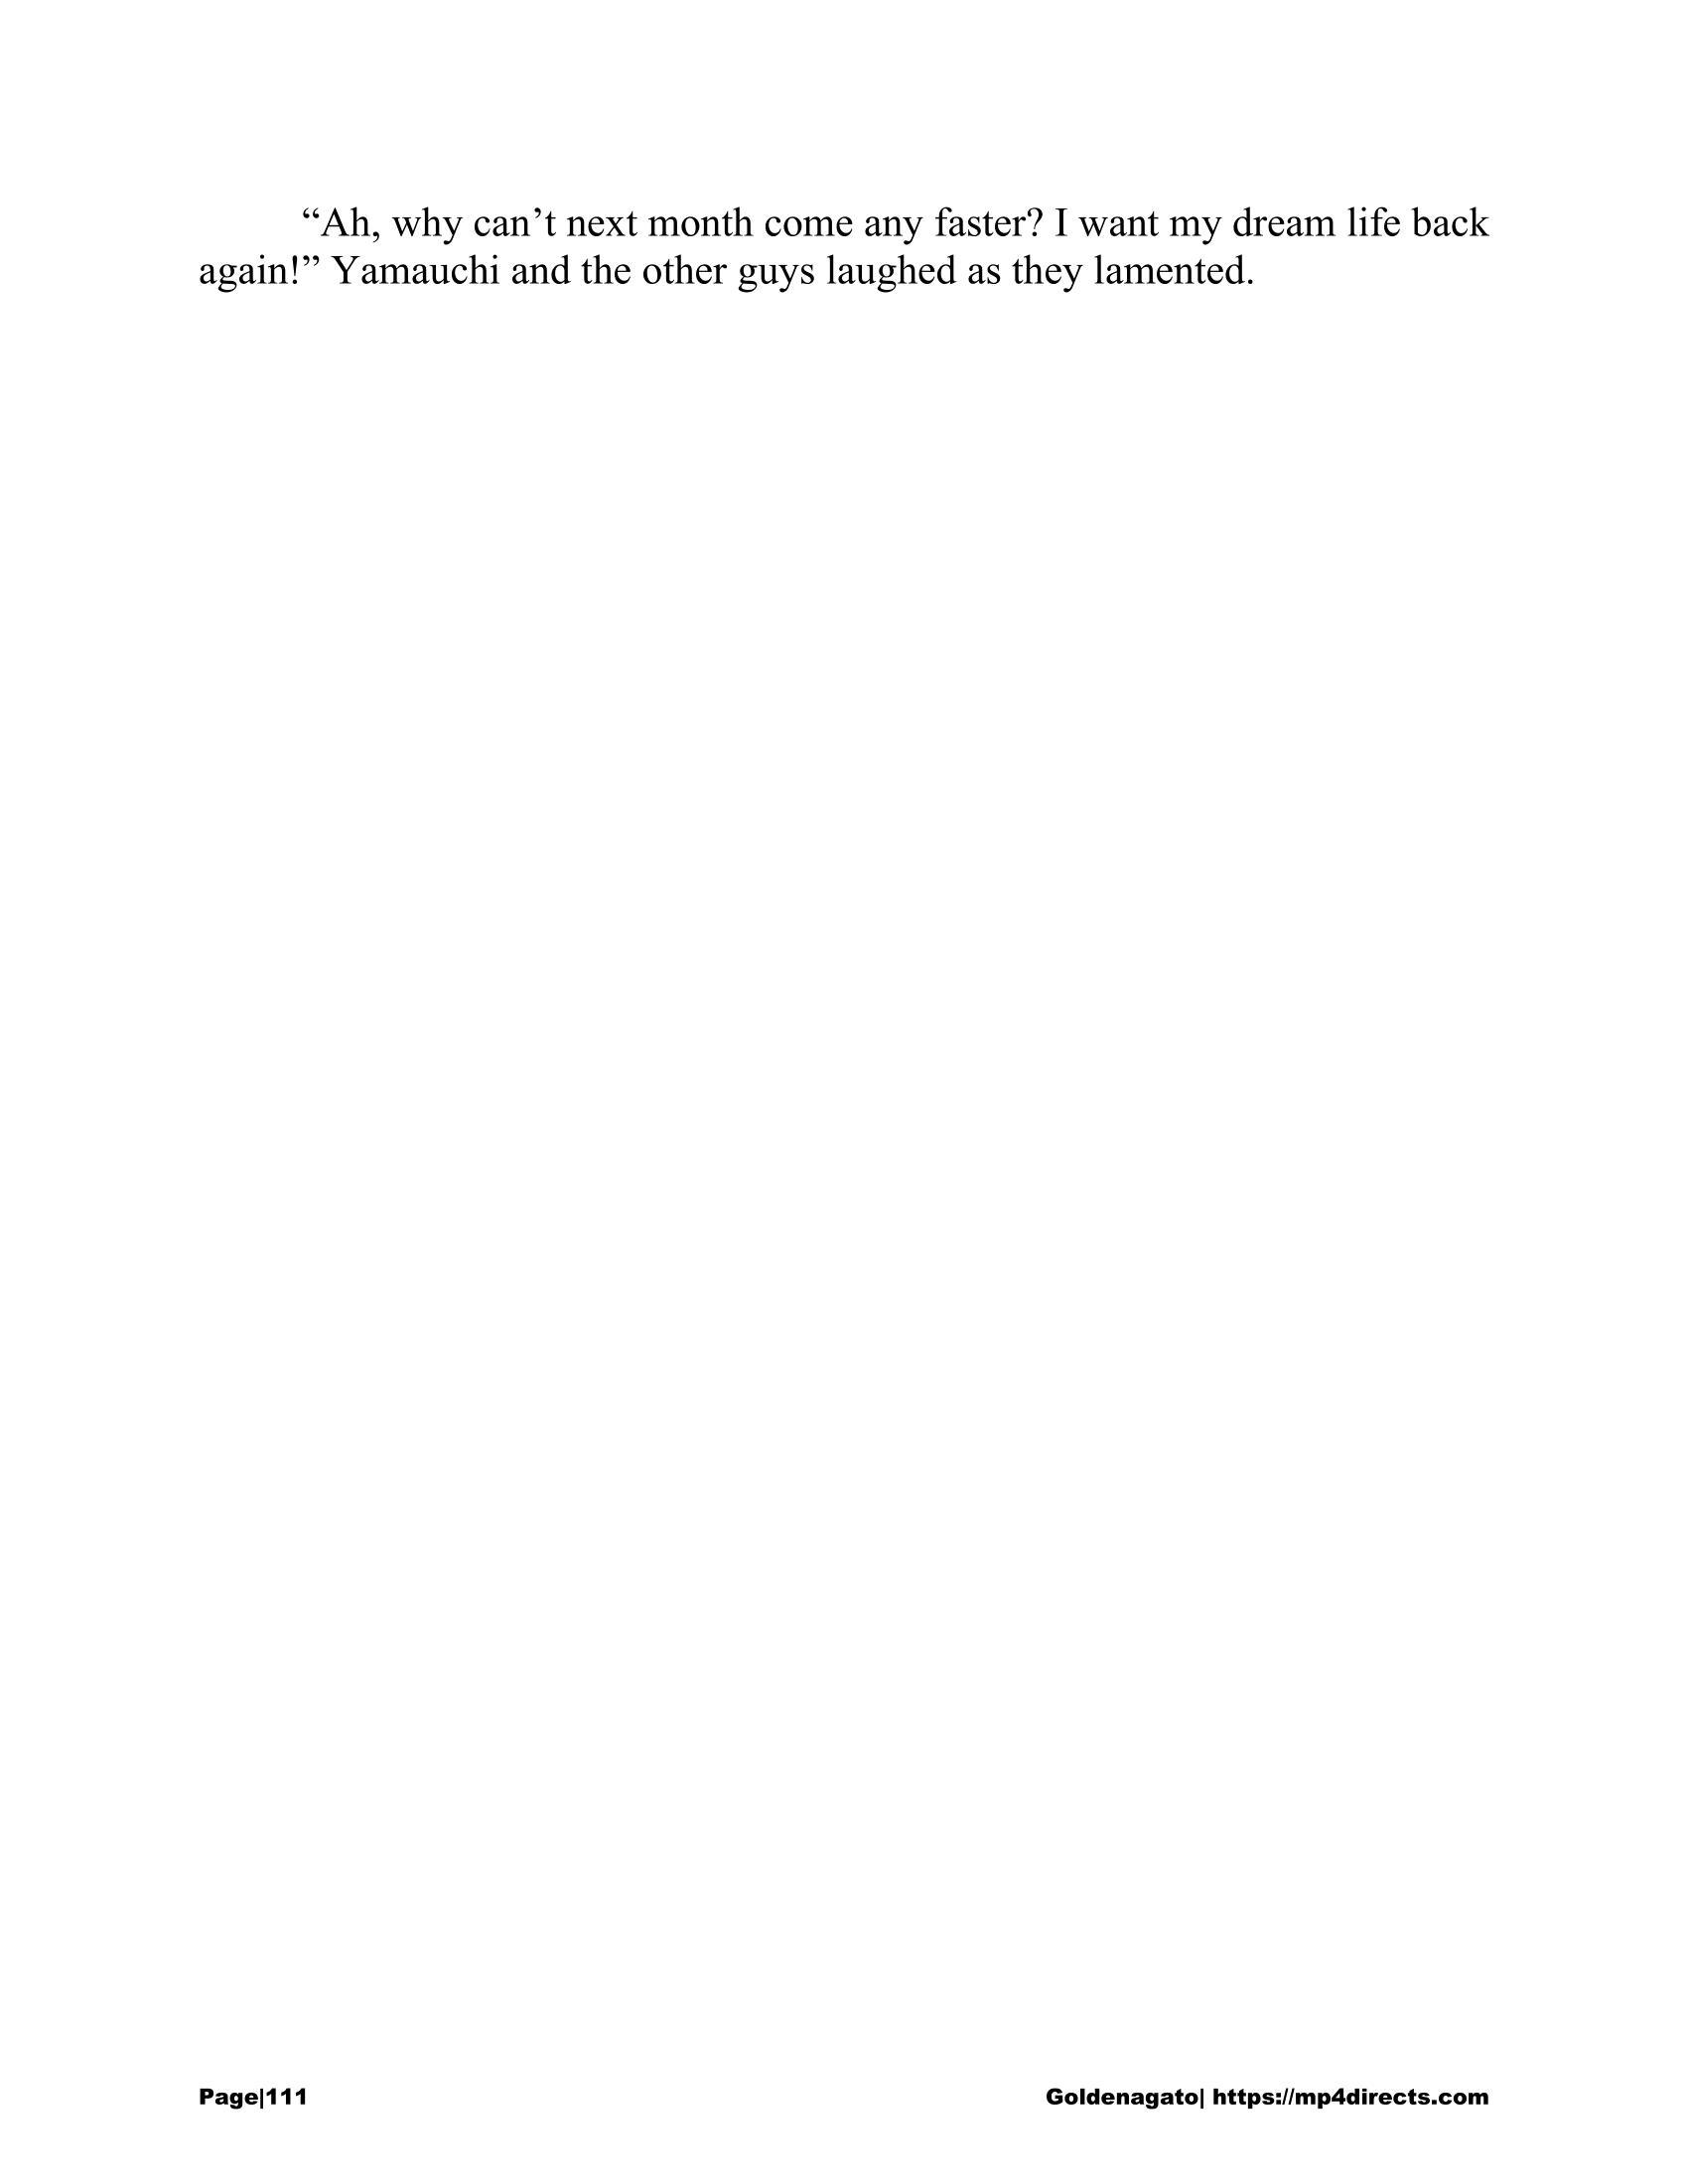 “Ah, why can’t next month come any faster? I want my dream life back
again!” Yamauchi and the other guys laughed as they lamented.
Page|111
Goldenagato| https://mp4directs.com